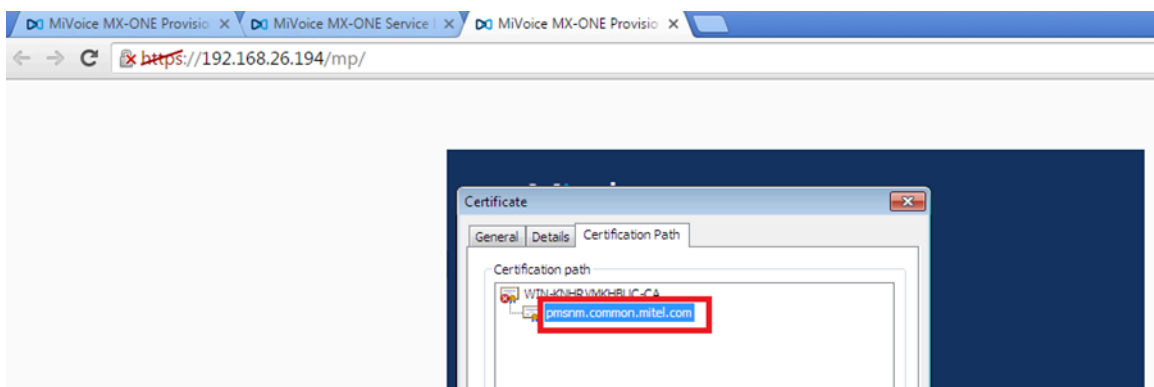 MiVoice MX-ONE Provisio MiVoice MX-ONE Service MiVoice MX-ONE Provisio
https://192.168.26.194/mp/
Certificate
General Details Certification Path
Certification path
WIN-KNHRVMKHBUC-CA
pmsnm.common.mitel.com